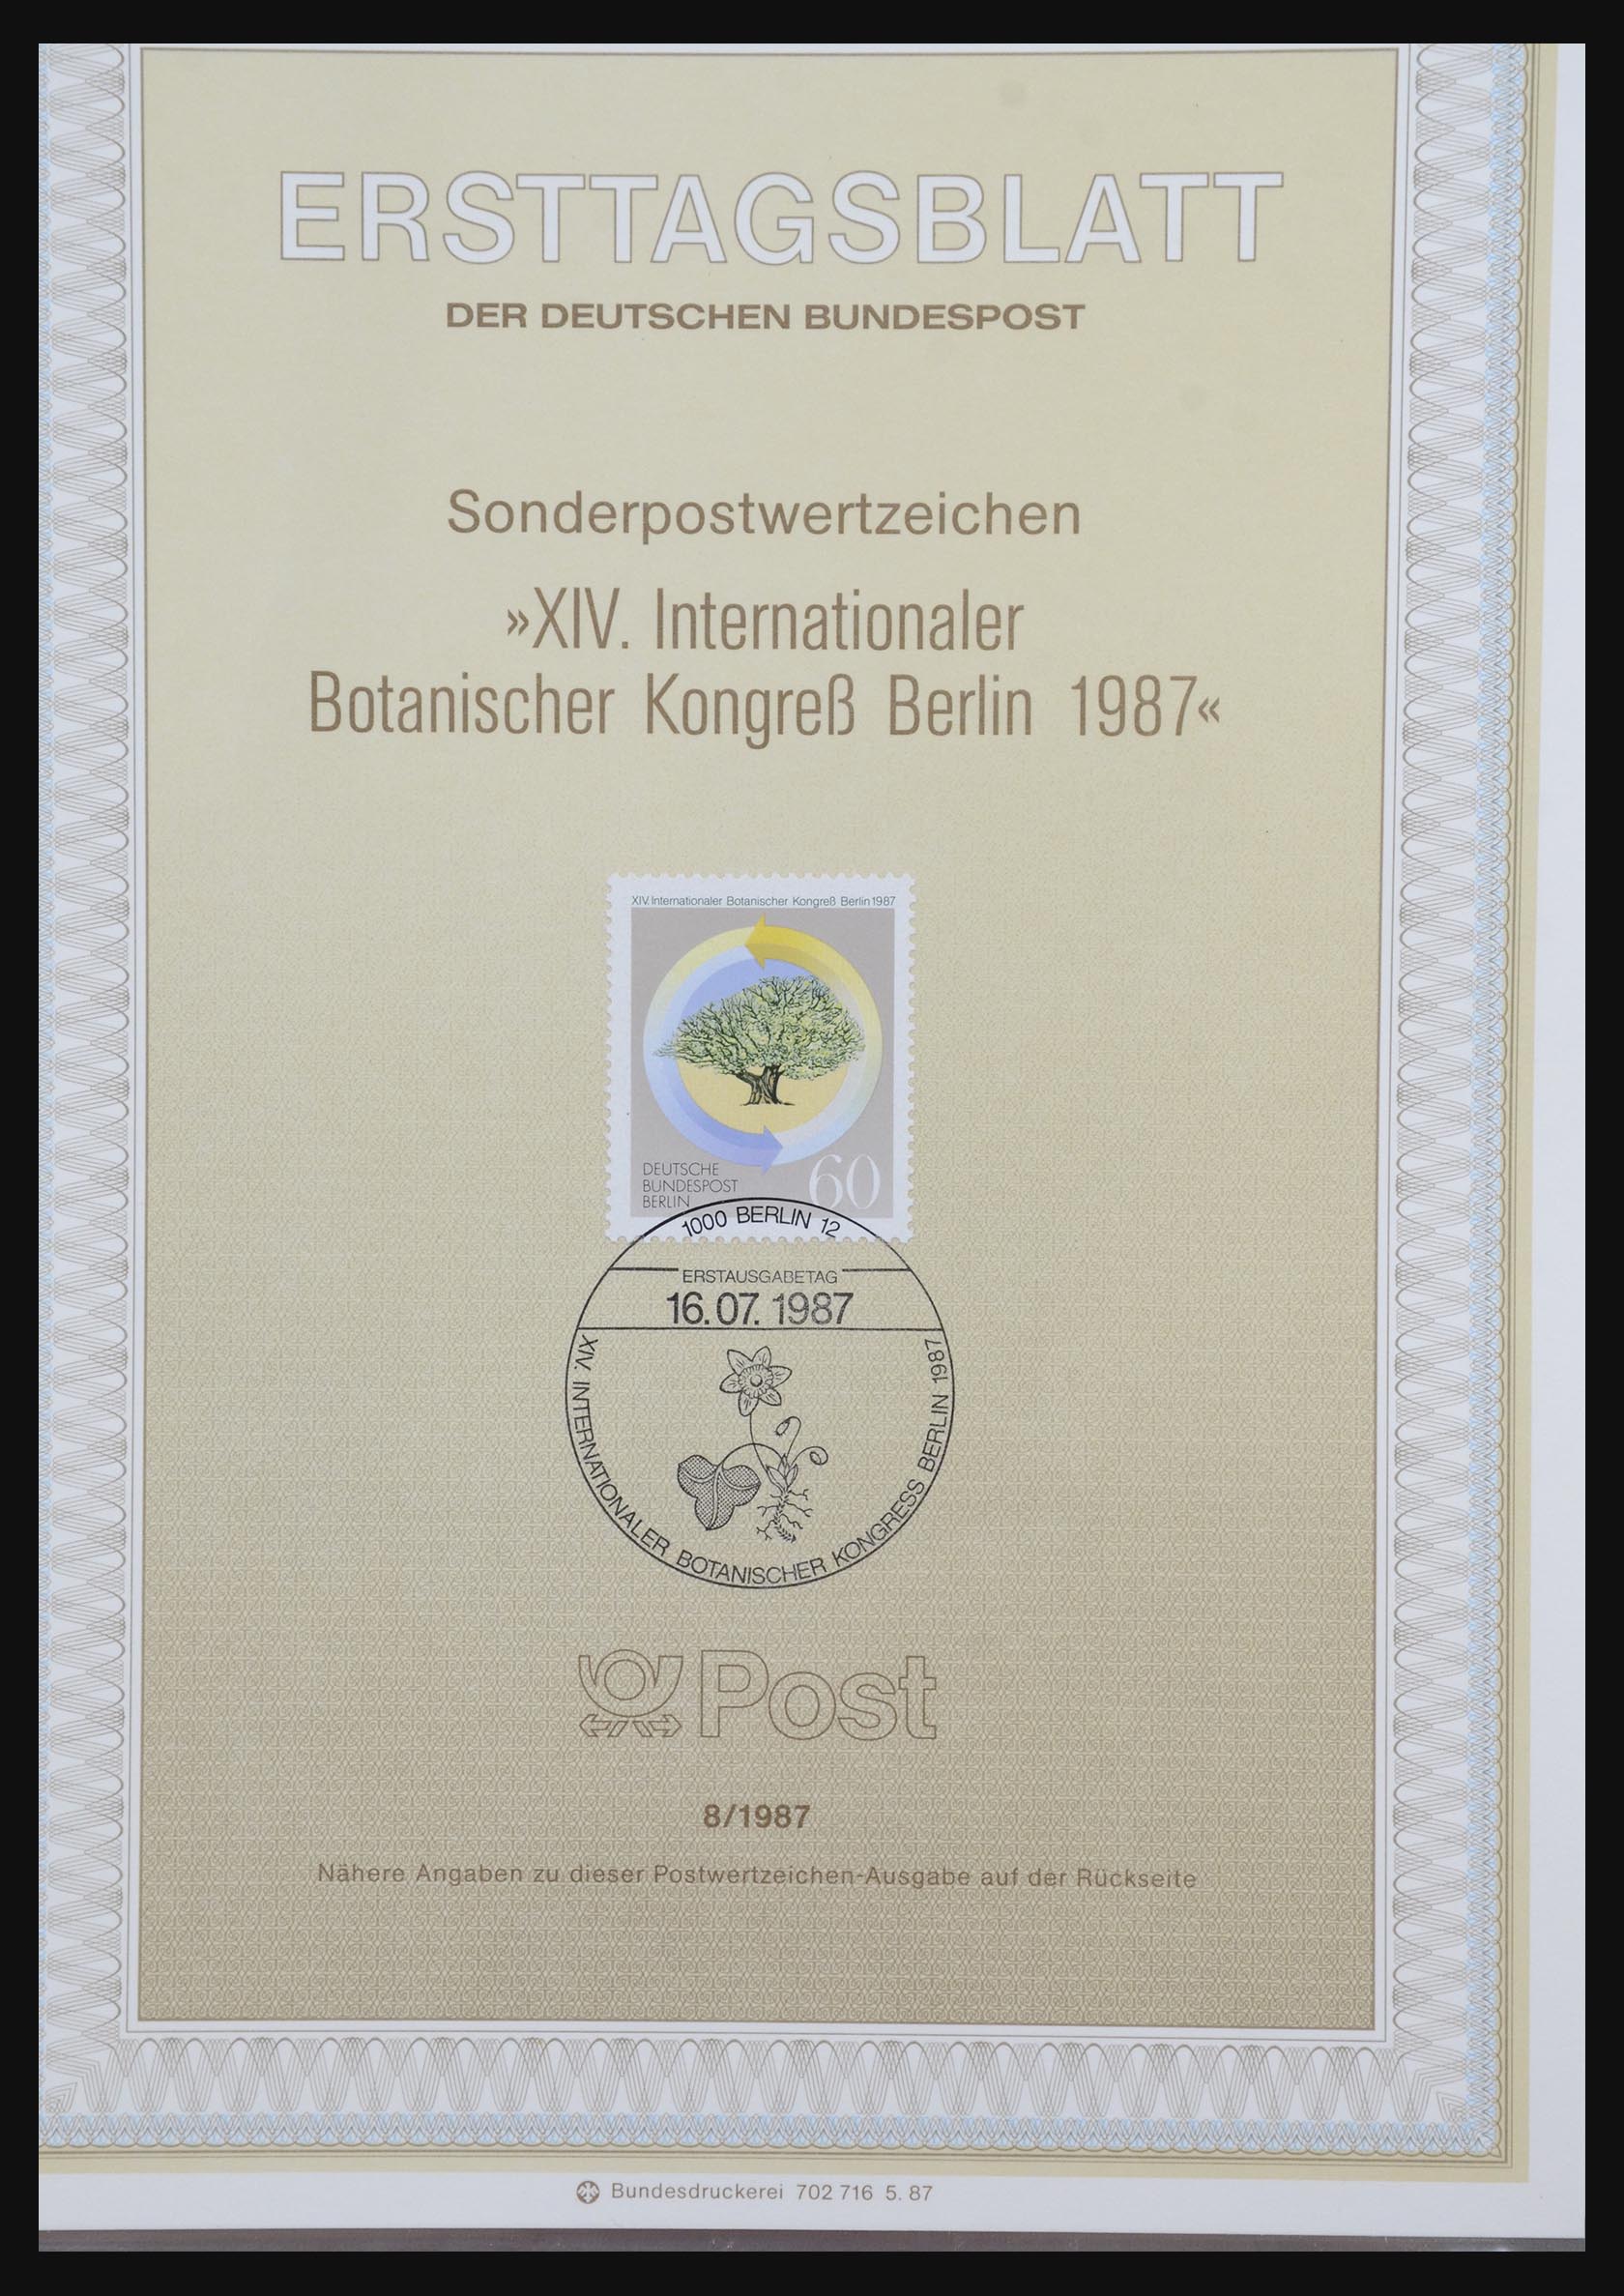 ERSTTAGSBLATT
DER DEUTSCHEN BUNDESPOST
Sonderpostwertzeichen
»XIV. Internationaler
Botanischer Kongreß Berlin 1987«
XIV. Internationaler Botanischer Kongreß Berlin 1987
DEUTSCHE
BUNDESPOST
BERLIN
60
1000 BERLIN 12
ERSTAUSGABETAG
16.07.1987
XIV. INTERNATIONALER BOTANISCHER KONGRESS BERLIN 1987
Post
8/1987
Nähere Angaben zu dieser Postwertzeichen-Ausgabe auf der Rückseite
Bundesdruckerei 702 716 5. 87